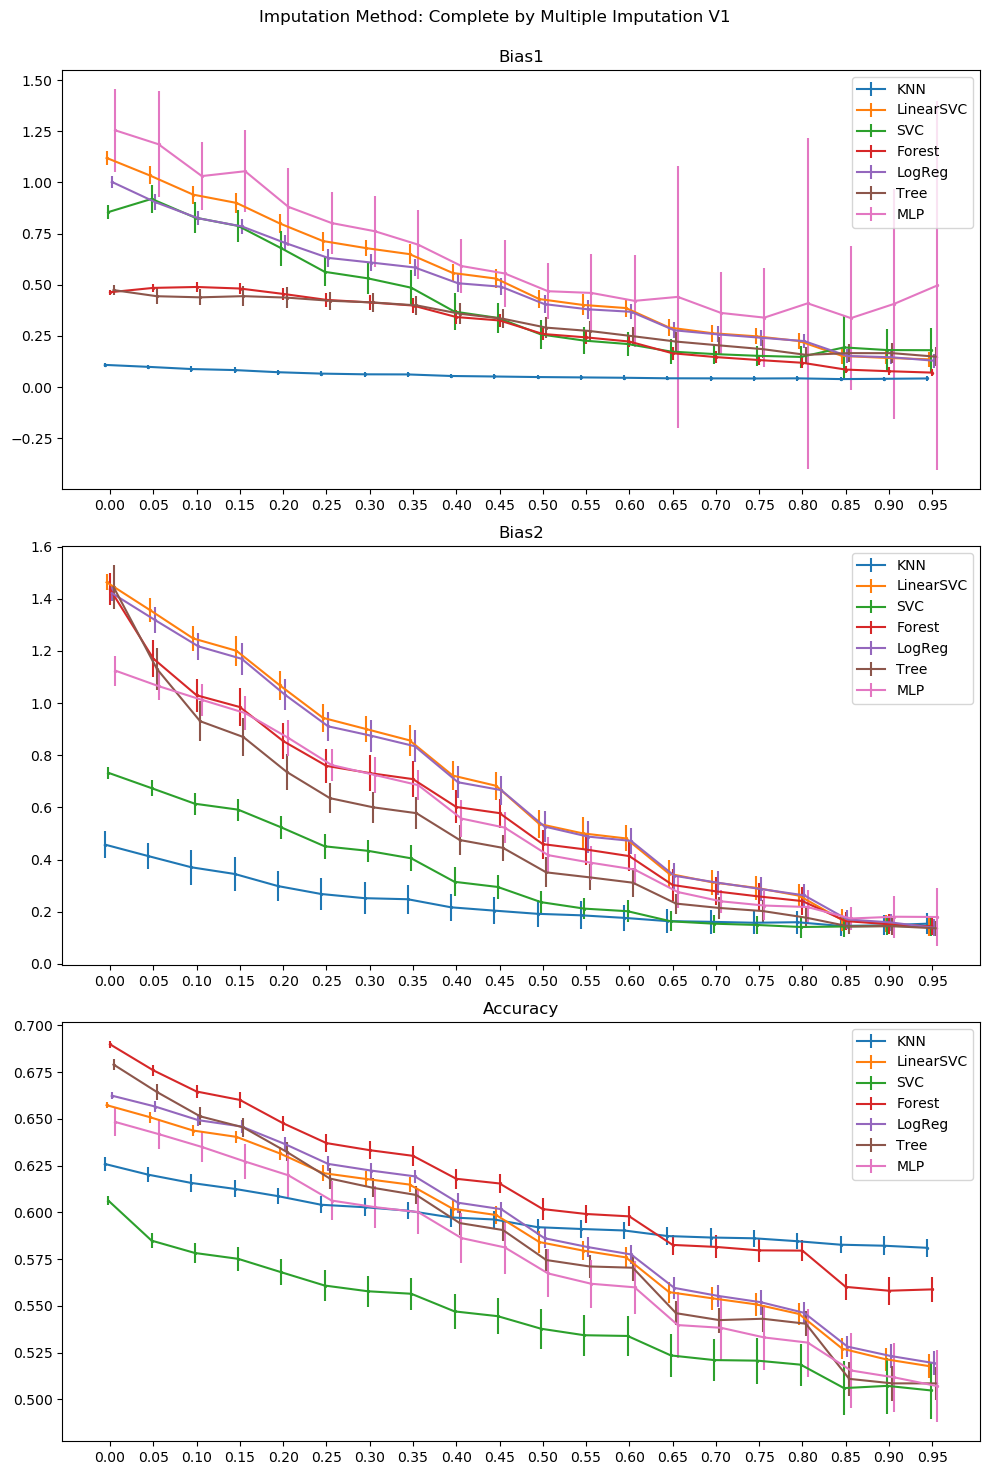 Imputation Method: Complete by Multiple Imputation V1
Bias1
1.50
1.25
1.00
0.75
0.50
0.25
0.00
−0.25
KNN
LinearSVC
SVC
Forest
LogReg
Tree
MLP
0.00 0.05 0.10 0.15 0.20 0.25 0.30 0.35 0.40 0.45 0.50 0.55 0.60 0.65 0.70 0.75 0.80 0.85 0.90 0.95
Bias2
1.6
1.4
1.2
1.0
0.8
0.6
0.4
0.2
0.0
KNN
LinearSVC
SVC
Forest
LogReg
Tree
MLP
0.00 0.05 0.10 0.15 0.20 0.25 0.30 0.35 0.40 0.45 0.50 0.55 0.60 0.65 0.70 0.75 0.80 0.85 0.90 0.95
Accuracy
0.700
0.675
0.650
0.625
0.600
0.575
0.550
0.525
0.500
KNN
LinearSVC
SVC
Forest
LogReg
Tree
MLP
0.00 0.05 0.10 0.15 0.20 0.25 0.30 0.35 0.40 0.45 0.50 0.55 0.60 0.65 0.70 0.75 0.80 0.85 0.90 0.95